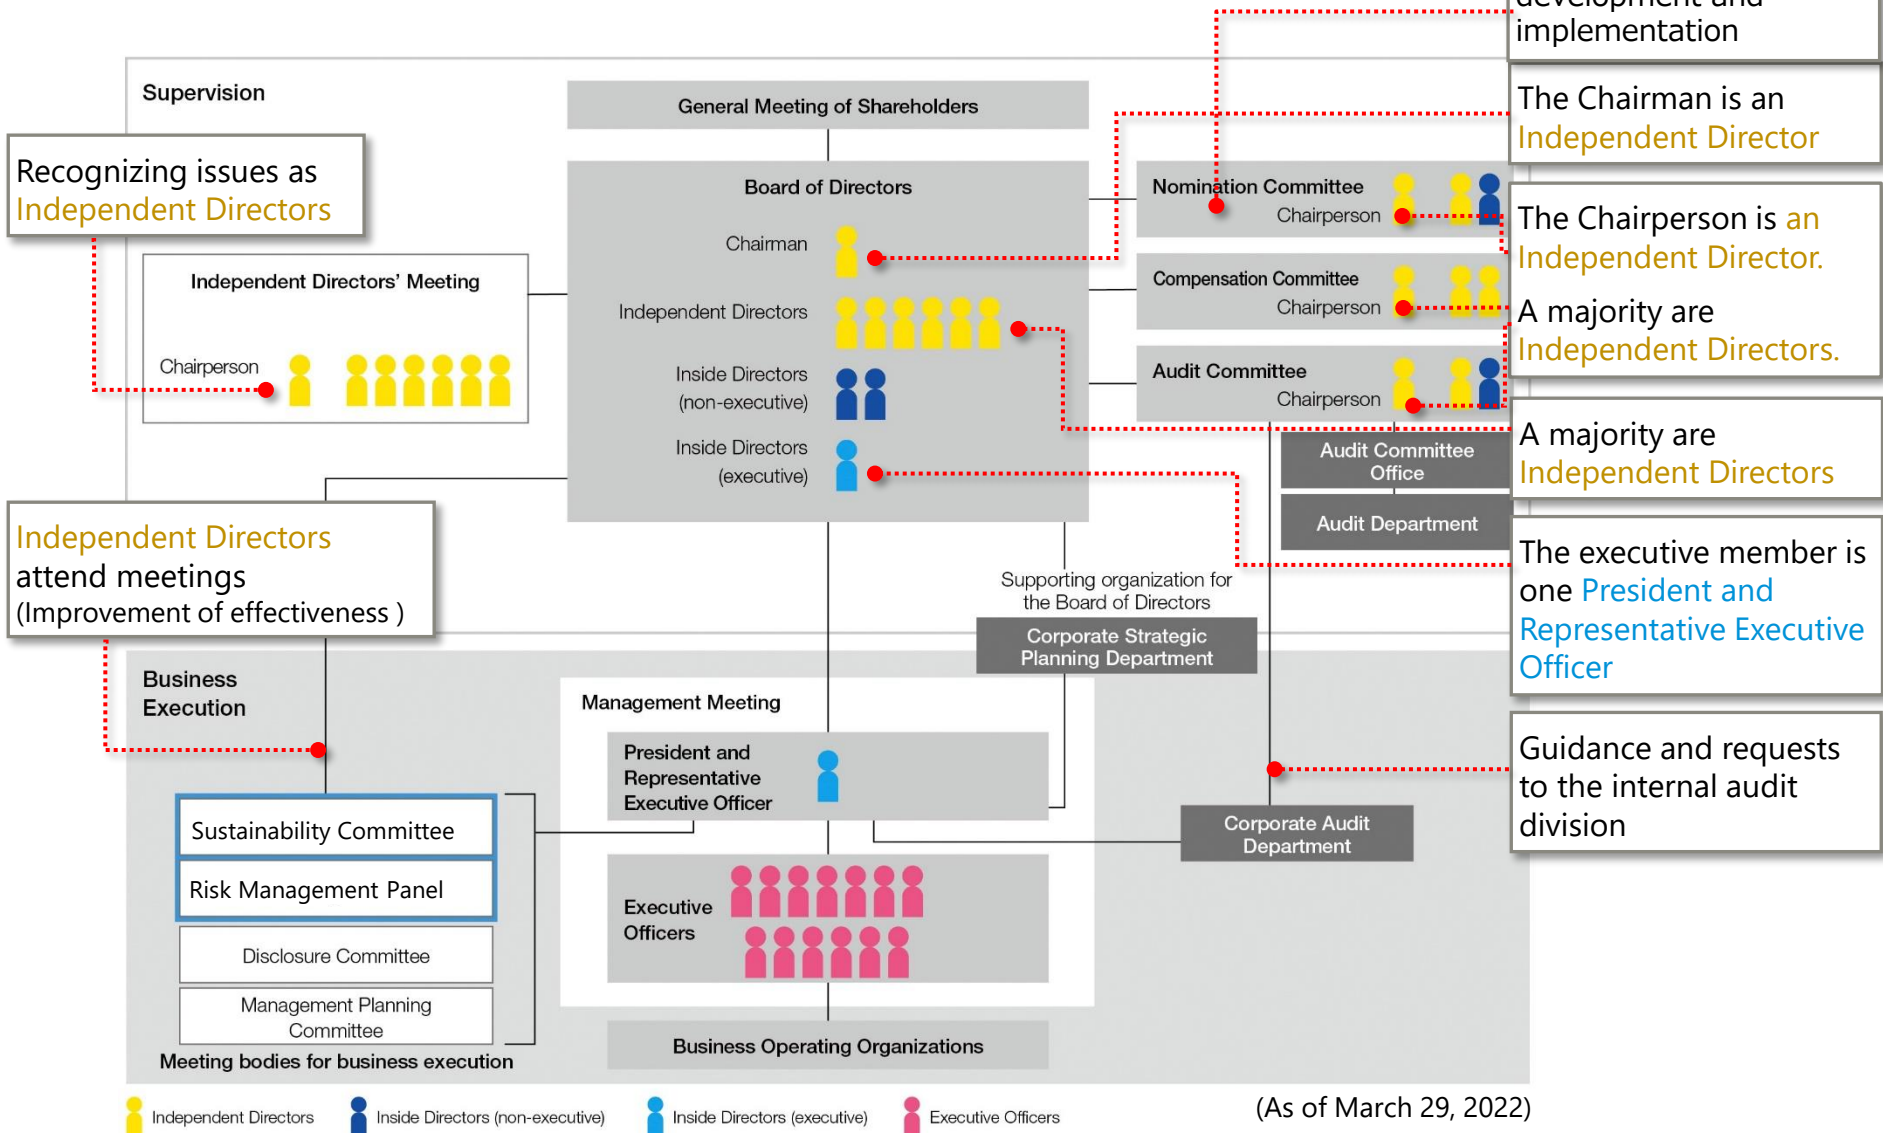 development and
implementation
Supervision
General Meeting of Shareholders
The Chairman is an
Independent Director
Recognizing issues as
Independent Directors
Board of Directors
Chairman
Independent Directors
Inside Directors
(non-executive)
Inside Directors
(executive)
Nomination Committee
Chairperson
Compensation Committee
Chairperson
Audit Committee
Chairperson
The Chairperson is an
Independent Director.
A majority are
Independent Directors.
Independent Directors' Meeting
Chairperson
Audit Committee
Office
Audit Department
A majority are
Independent Directors
Independent Directors
attend meetings
(Improvement of effectiveness )
Supporting organization for
the Board of Directors
Corporate Strategic
Planning Department
The executive member is
one President and
Representative Executive
Officer
Business
Execution
Management Meeting
President and
Representative
Executive Officer
Guidance and requests
to the internal audit
division
Sustainability Committee
Risk Management Panel
Disclosure Committee
Management Planning
Committee
Meeting bodies for business execution
Corporate Audit
Department
Executive
Officers
Business Operating Organizations
Independent Directors
Inside Directors (non-executive)
Inside Directors (executive)
Executive Officers
(As of March 29, 2022)